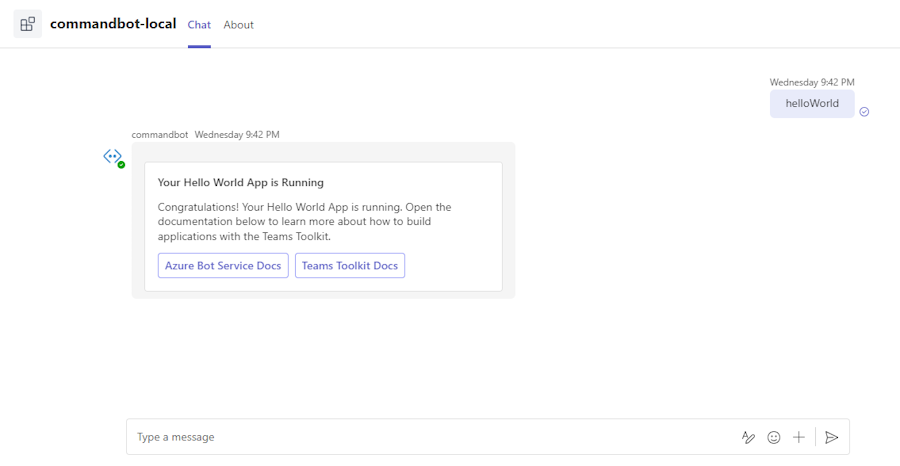 commandbot-local Chat About
Wednesday 9:42 PM
helloWorld
commandbot Wednesday 9:42 PM
Your Hello World App is Running
Congratulations! Your Hello World App is running. Open the
documentation below to learn more about how to build
applications with the Teams Toolkit.
Azure Bot Service Docs Teams Toolkit Docs
Type a message